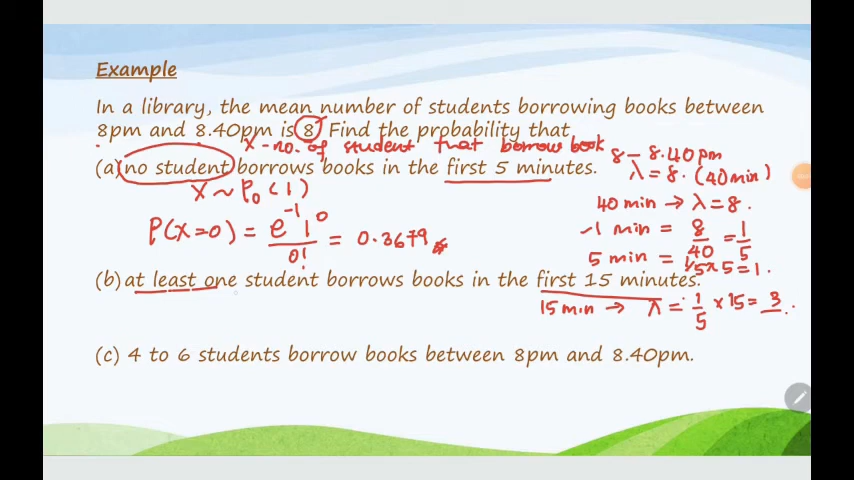 Example
In a library, the mean number of students borrowing books between
8pm and 8.40pm is 8. Find the probability that
X - no. of student that borrow book
8 - 8.40pm
(a) no student borrows books in the first 5 minutes.
λ = 8. (40min)
X ~ P₀ (1)
40 min → λ = 8.
P(X=0) = e⁻¹ 1⁰ / 0! = 0.3679
1 min = 8/40 = 1/5
5 min = 1/5 × 5 = 1.
(b) at least one student borrows books in the first 15 minutes.
15 min → λ = 1/5 × 15 = 3.
(c) 4 to 6 students borrow books between 8pm and 8.40pm.